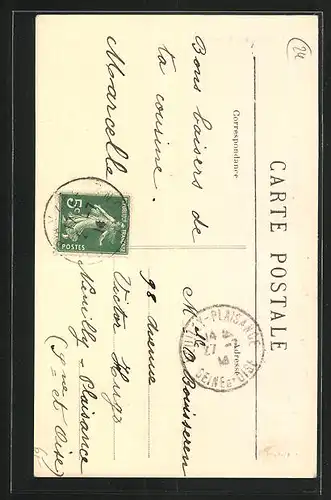 24
CARTE POSTALE
Correspondance
Adresse
Bons baisers de
ta cousine.
Marcelle
5c
POSTES
PLAISANCE
SEINE & OISE
98 Avenue
Victor Hugo
Neuilly-Plaisance
(Sne et Oise)